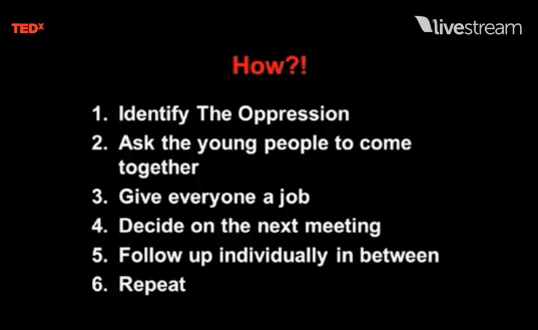 TEDx
livestream
How?!
1. Identify The Oppression
2. Ask the young people to come
together
3. Give everyone a job
4. Decide on the next meeting
5. Follow up individually in between
6. Repeat